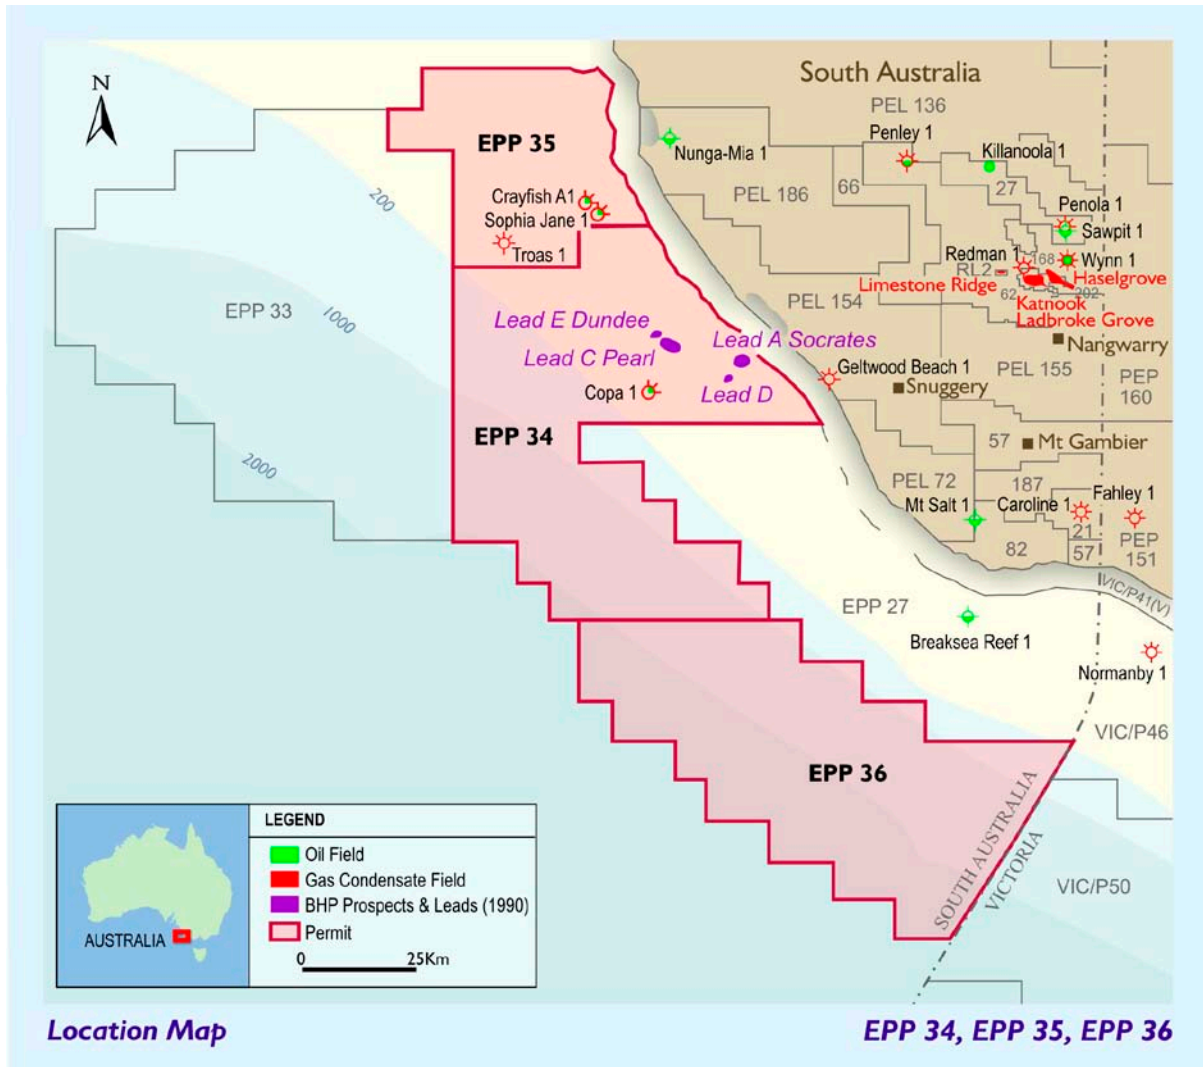 N
South Australia
PEL 136
EPP 35
Nunga-Mia 1
Penley 1
Killanoola 1
66
27
PEL 186
200
Crayfish A1
Sophia Jane 1
Troas 1
Penola 1
Sawpit 1
Redman 1
168
Wynn 1
RL2
Limestone Ridge
62
Haselgrove
202
Katnook
Ladbroke Grove
PEL 154
EPP 33
1000
Lead E Dundee
Lead C Pearl
Lead A Socrates
Lead D
Copa 1
Nangwarry
Geltwood Beach 1
Snuggery
PEL 155
PEP
160
EPP 34
2000
57
Mt Gambier
PEL 72
187
Mt Salt 1
Caroline 1
Fahley 1
21
82
57
PEP
151
VIC/P41(V)
EPP 27
Breaksea Reef 1
Normanby 1
VIC/P46
EPP 36
SOUTH AUSTRALIA
VICTORIA
VIC/P50
AUSTRALIA
LEGEND
Oil Field
Gas Condensate Field
BHP Prospects & Leads (1990)
Permit
0 25Km
Location Map
EPP 34, EPP 35, EPP 36